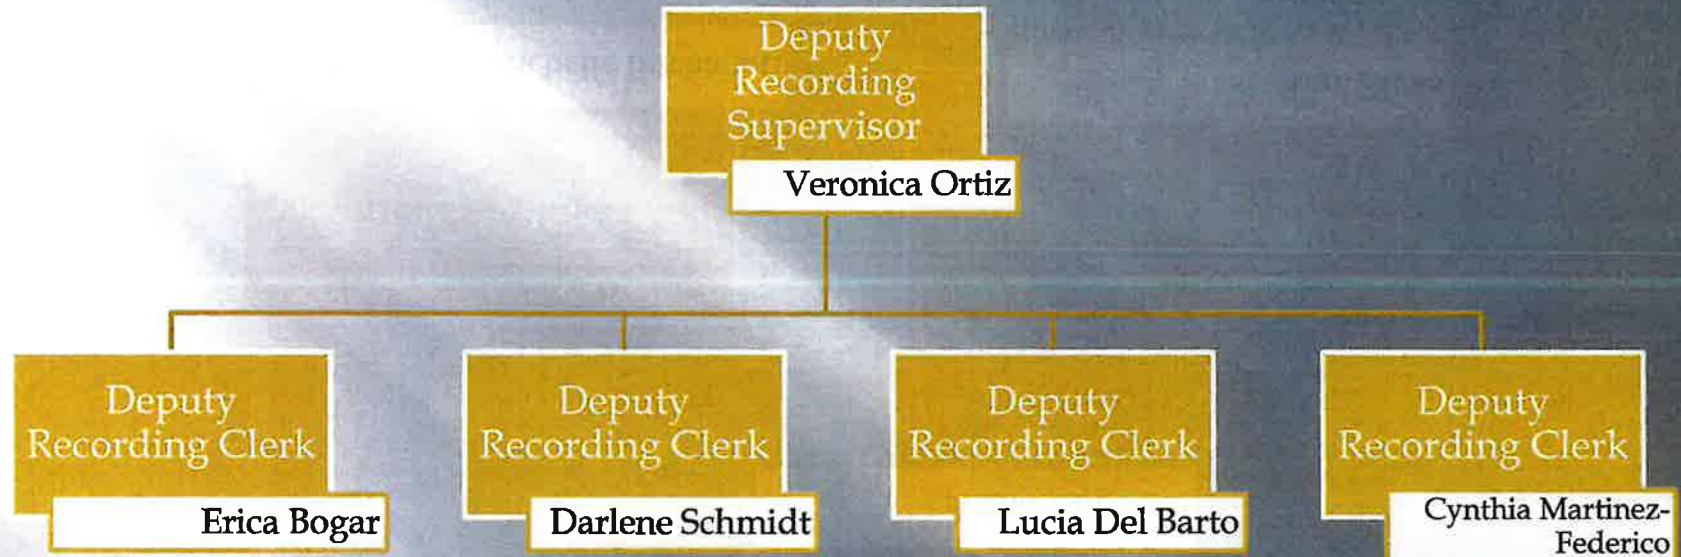 Deputy
Recording
Supervisor
Veronica Ortiz
Deputy
Recording Clerk
Erica Bogar
Deputy
Recording Clerk
Darlene Schmidt
Deputy
Recording Clerk
Lucia Del Barto
Deputy
Recording Clerk
Cynthia Martinez-
Federico